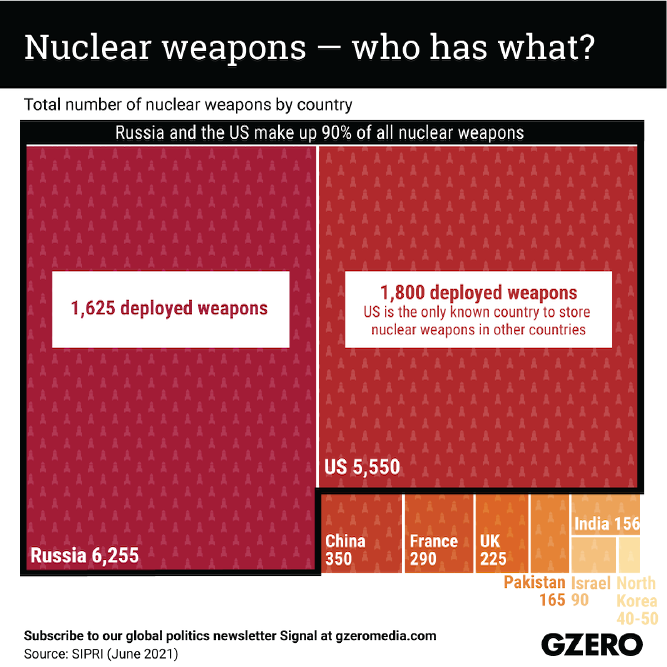 Nuclear weapons — who has what?
Total number of nuclear weapons by country
Russia and the US make up 90% of all nuclear weapons
1,625 deployed weapons
1,800 deployed weapons
US is the only known country to store
nuclear weapons in other countries
US 5,550
Russia 6,255
China
350
France
290
UK
225
India 156
Pakistan
165
Israel
90
North
Korea
40-50
Subscribe to our global politics newsletter Signal at gzeromedia.com
Source: SIPRI (June 2021)
GZERO